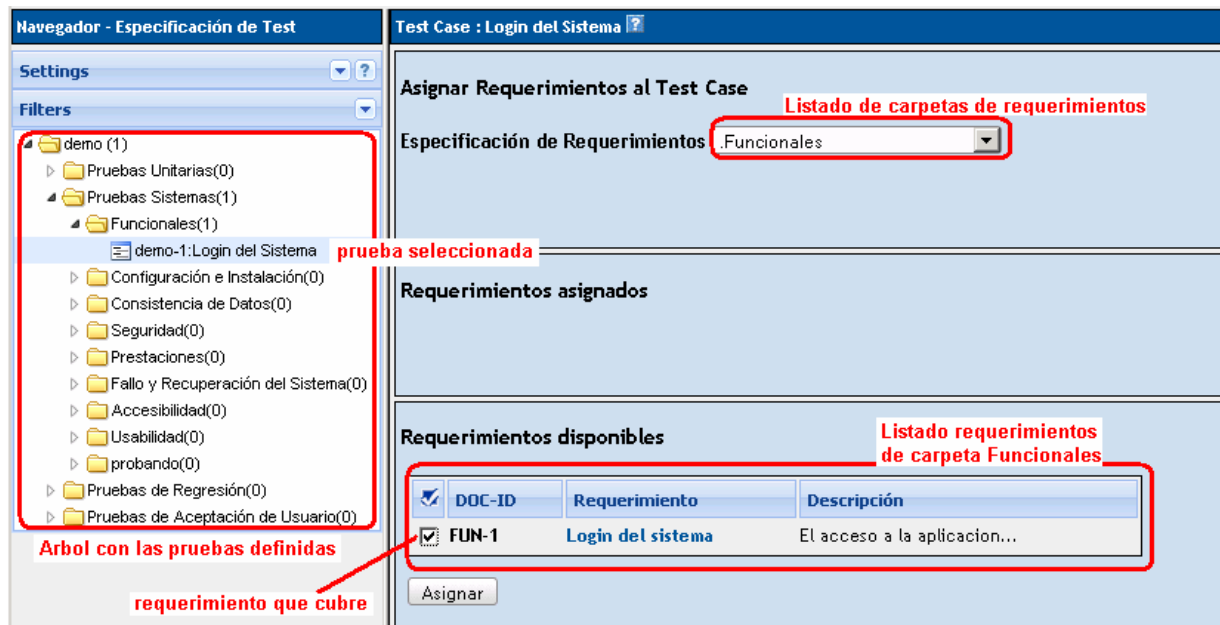 Navegador - Especificación de Test
Settings
?
Filters
demo (1)
Pruebas Unitarias(0)
Pruebas Sistemas(1)
Funcionales(1)
demo-1:Login del Sistema
prueba seleccionada
Configuración e Instalación(0)
Consistencia de Datos(0)
Seguridad(0)
Prestaciones(0)
Fallo y Recuperación del Sistema(0)
Accesibilidad(0)
Usabilidad(0)
probando(0)
Pruebas de Regresión(0)
Pruebas de Aceptación de Usuario(0)
Arbol con las pruebas definidas
requerimiento que cubre
Test Case : Login del Sistema ?
Asignar Requerimientos al Test Case
Listado de carpetas de requerimientos
Especificación de Requerimientos .Funcionales
Requerimientos asignados
Requerimientos disponibles
Listado requerimientos
de carpeta Funcionales
DOC-ID Requerimiento Descripción
FUN-1 Login del sistema El acceso a la aplicacion...
Asignar